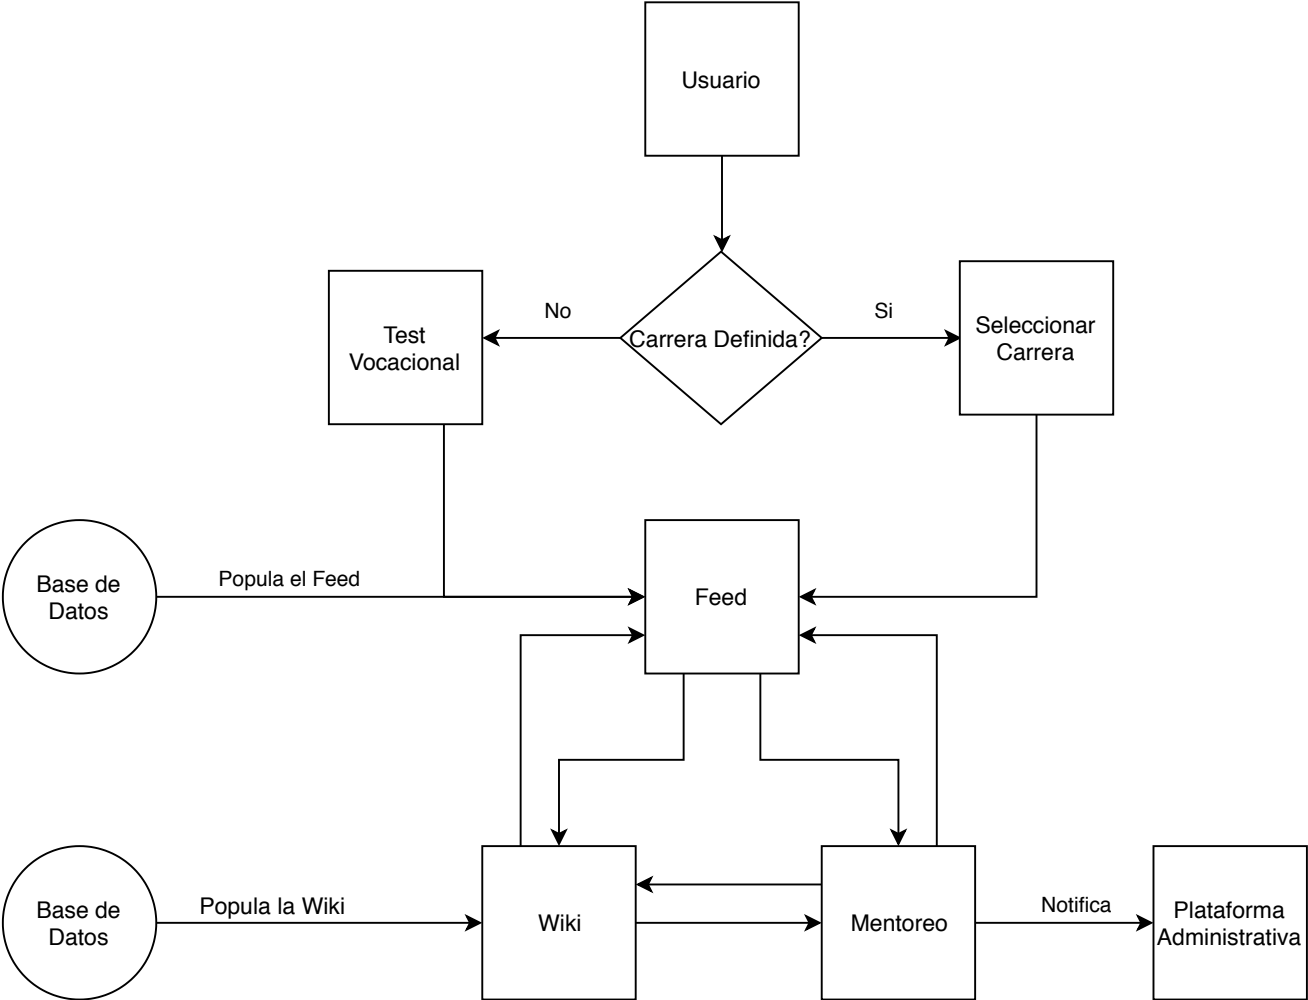 Usuario
No
Si
Test
Vocacional
Carrera Definida?
Seleccionar
Carrera
Base de
Datos
Popula el Feed
Feed
Base de
Datos
Popula la Wiki
Wiki
Mentoreo
Notifica
Plataforma
Administrativa